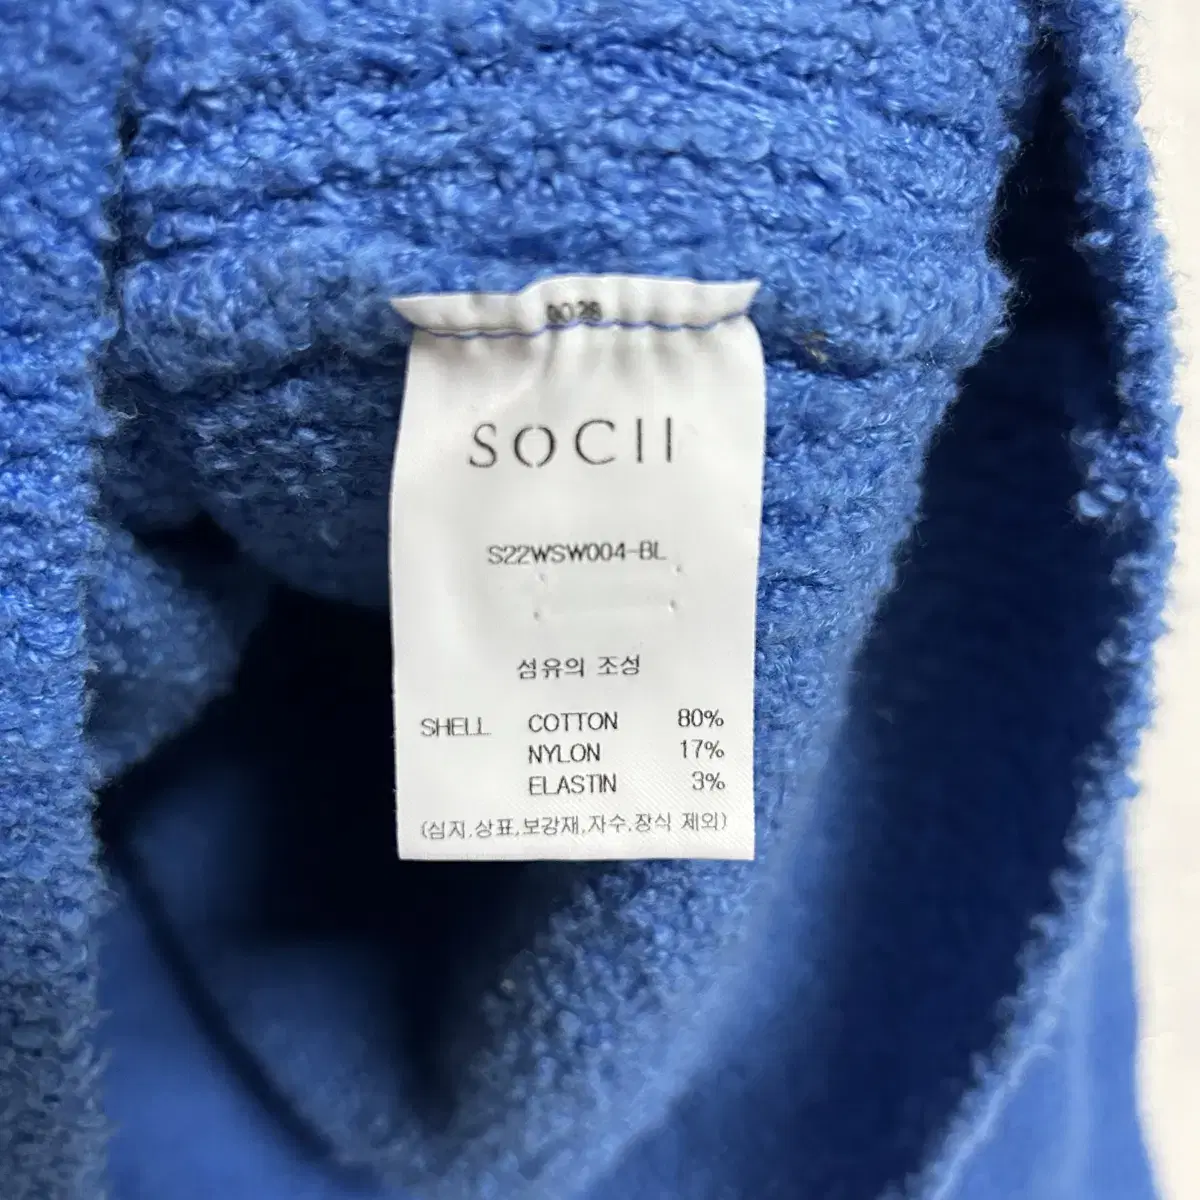 SOCII
S22WSW004-BL
섬유의 조성
SHELL COTTON 80%
NYLON 17%
ELASTIN 3%
(심지,상표,보강재,자수,장식 제외)